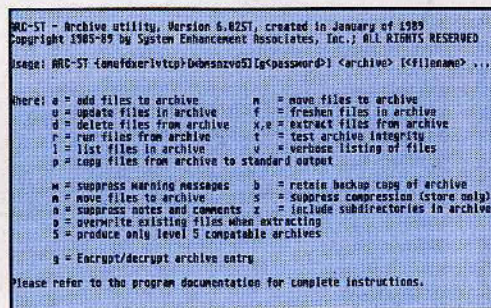 ARC-ST - Archive utility, Version 6.02ST, created in January of 1989
Copyright 1985-89 by System Enhancement Associates, Inc.; ALL RIGHTS RESERVED
Usage: ARC-ST {amufdxerlvtcp}[bwmsnzvo5][g<password>] <archive> [<filename> ...
Where: a = add files to archive m = move files to archive
u = update files in archive f = freshen files in archive
d = delete files from archive x,e = extract files from archive
r = run files from archive t = test archive integrity
l = list files in archive v = verbose listing of files
p = copy files from archive to standard output
w = suppress warning messages b = retain backup copy of archive
m = move files to archive s = suppress compression (store only)
n = suppress notes and comments z = include subdirectories in archive
o = overwrite existing files when extracting
5 = produce only level 5 compatable archives
g = Encrypt/decrypt archive entry
Please refer to the program documentation for complete instructions.